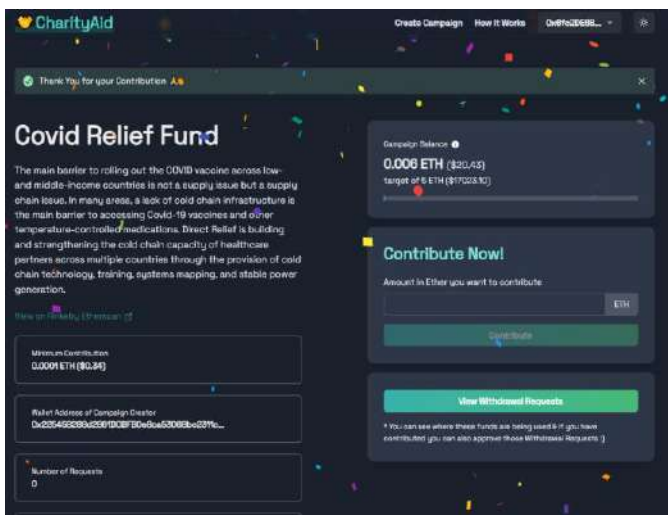 CharityAid
Create Campaign How It Works
Thank You for your Contribution
Covid Relief Fund
The main barrier to rolling out the COVID vaccine across low-
and middle-income countries is not a supply issue but a supply
chain issue. In many areas, a lack of cold chain infrastructure is
the main barrier to accessing Covid-19 vaccines and other
temperature-controlled medications. Direct Relief is building
and strengthening the cold chain capacity of healthcare
partners across multiple countries through the provision of cold
chain technology, training, systems mapping, and stable power
generation.
View on Rinkeby Etherscan
Minimum Contribution
0.0001 ETH ($0.34)
Wallet Address of Campaign Creator
Number of Requests
0
Campaign Balance
0.006 ETH ($20.43)
target of 5 ETH ($17023.10)
Contribute Now!
Amount in Ether you want to contribute
ETH
Contribute
View Withdrawal Requests
* You can see where these funds are being used & if you have
contributed you can also approve those Withdrawal Requests :)